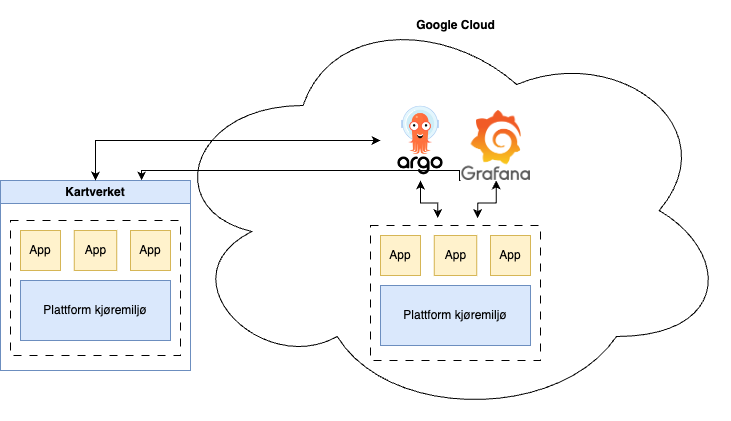 Google Cloud
argo
Grafana
Kartverket
App
App
App
Plattform kjøremiljø
App
App
App
Plattform kjøremiljø